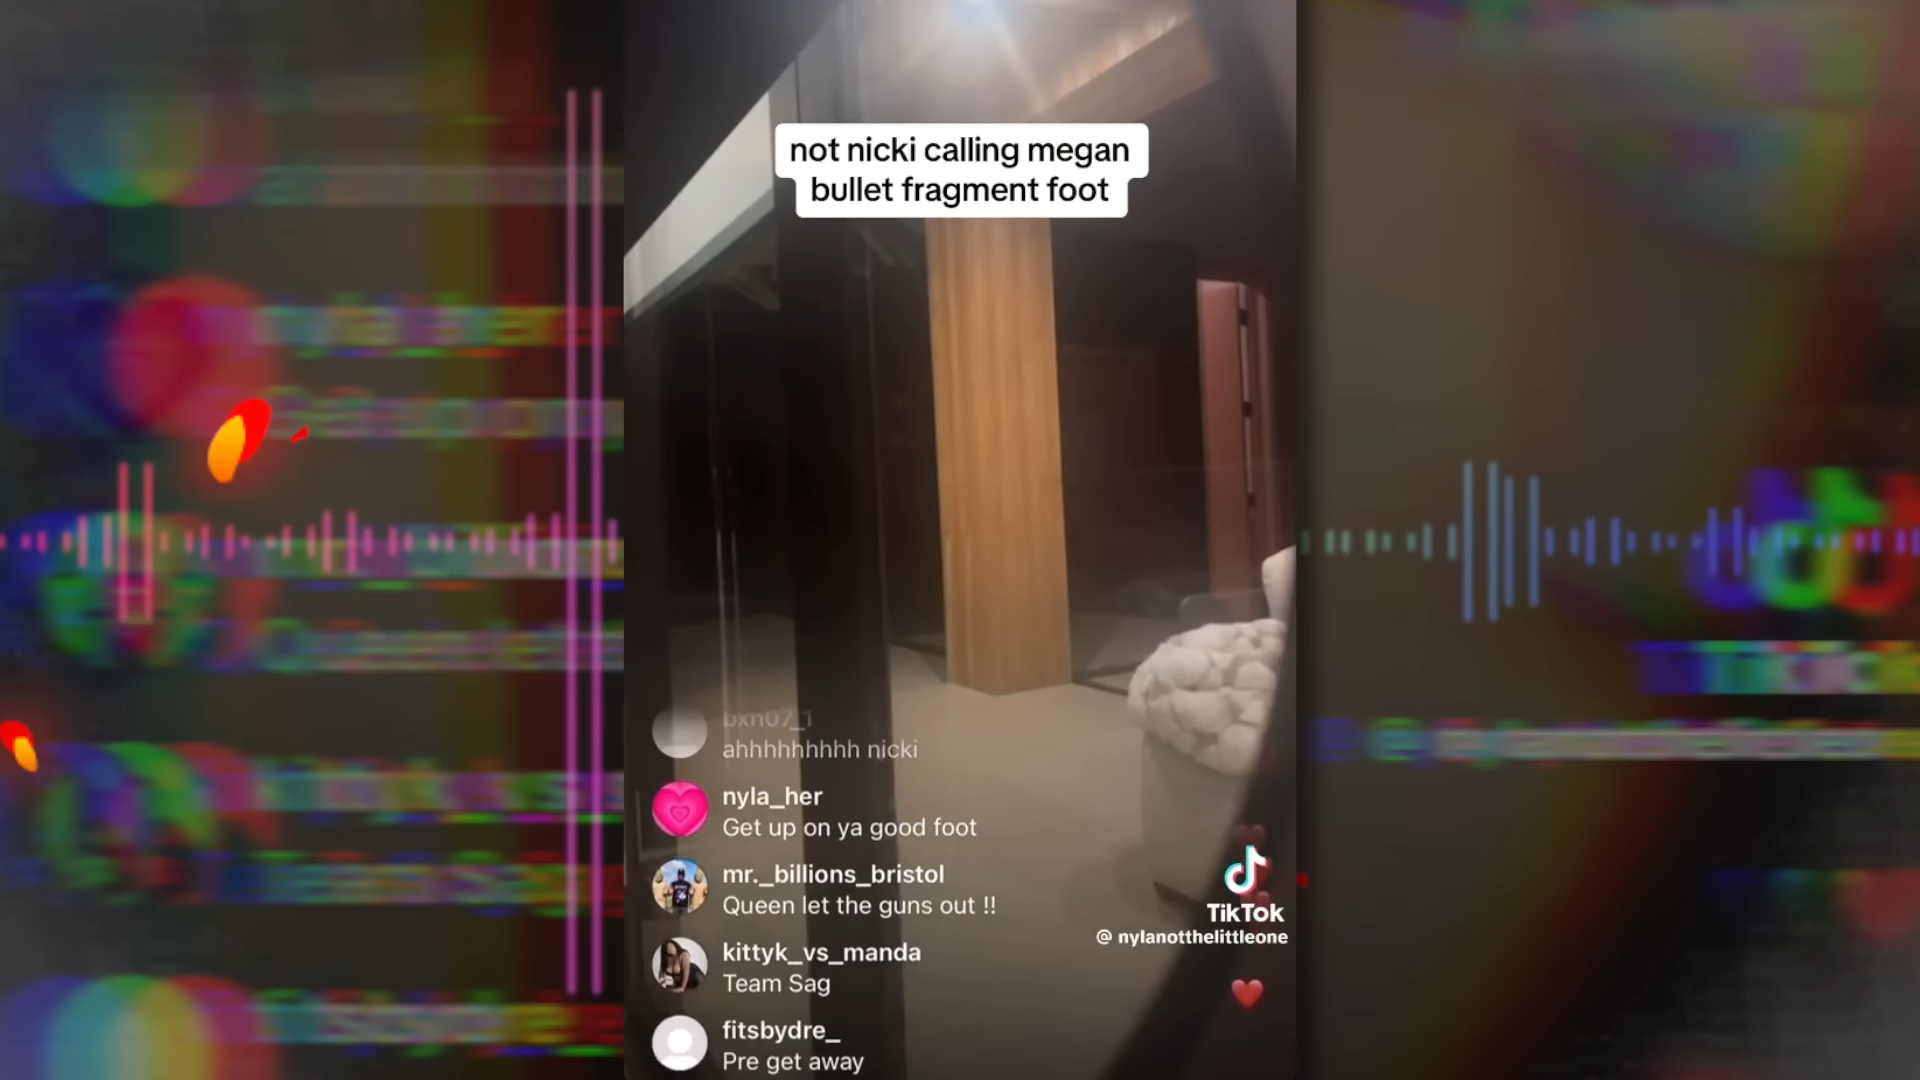 not nicki calling megan
bullet fragment foot
bxn07_1
ahhhhhhhhh nicki
nyla_her
Get up on ya good foot
mr._billions_bristol
Queen let the guns out !!
kittyk_vs_manda
Team Sag
fitsbydre_
Pre get away
TikTok
@ nylanotthelittleone